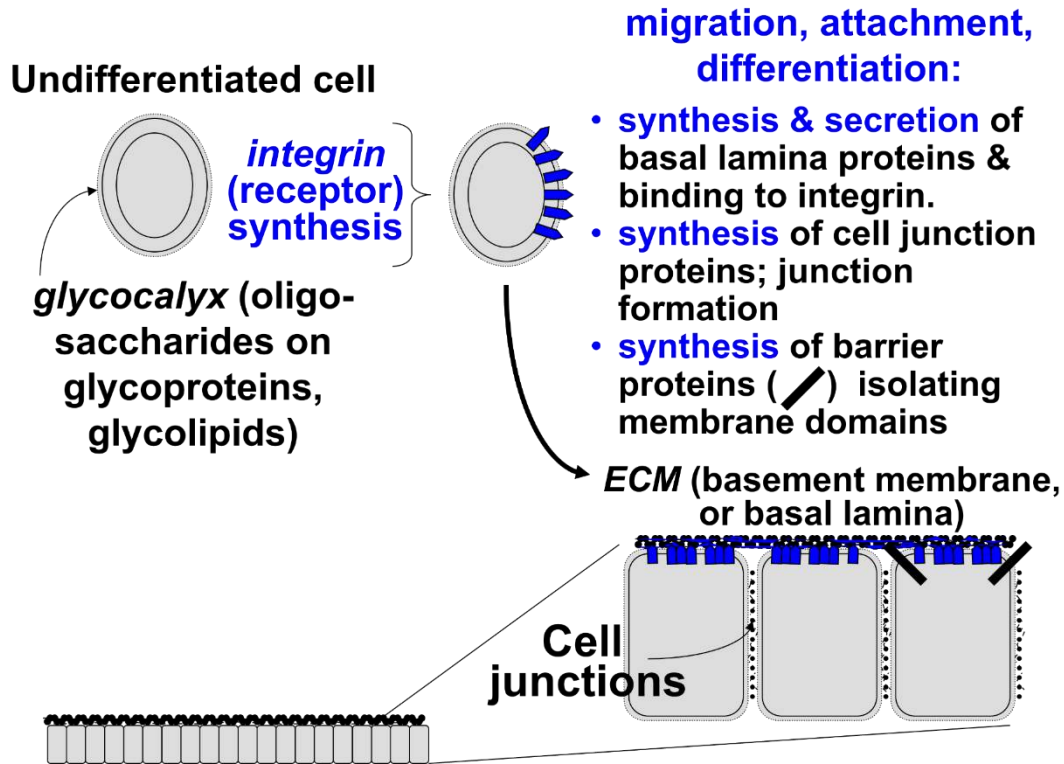 Undifferentiated cell
integrin
(receptor)
synthesis
glycocalyx (oligo-
saccharides on
glycoproteins,
glycolipids)
migration, attachment,
differentiation:
• synthesis & secretion of
basal lamina proteins &
binding to integrin.
• synthesis of cell junction
proteins; junction
formation
• synthesis of barrier
proteins ( ) isolating
membrane domains
ECM (basement membrane,
or basal lamina)
Cell
junctions